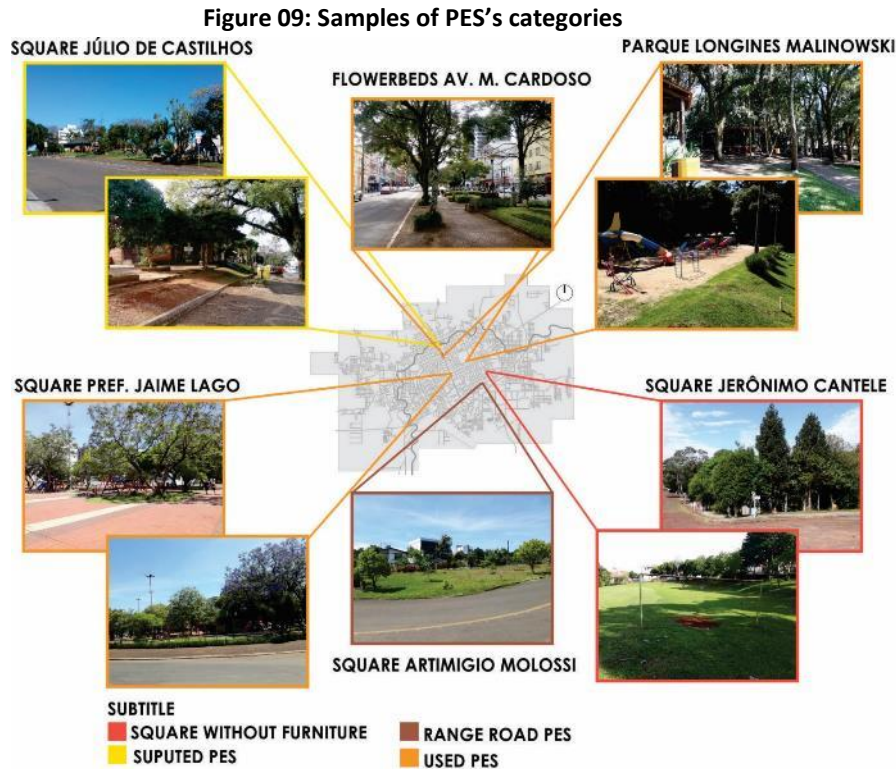 Figure 09: Samples of PES's categories
SQUARE JÚLIO DE CASTILHOS
FLOWERBEDS AV. M. CARDOSO
PARQUE LONGINES MALINOWSKI
SQUARE PREF. JAIME LAGO
SQUARE JERÔNIMO CANTELE
SQUARE ARTIMIGIO MOLOSSI
SUBTITLE
SQUARE WITHOUT FURNITURE
RANGE ROAD PES
SUPUTED PES
USED PES